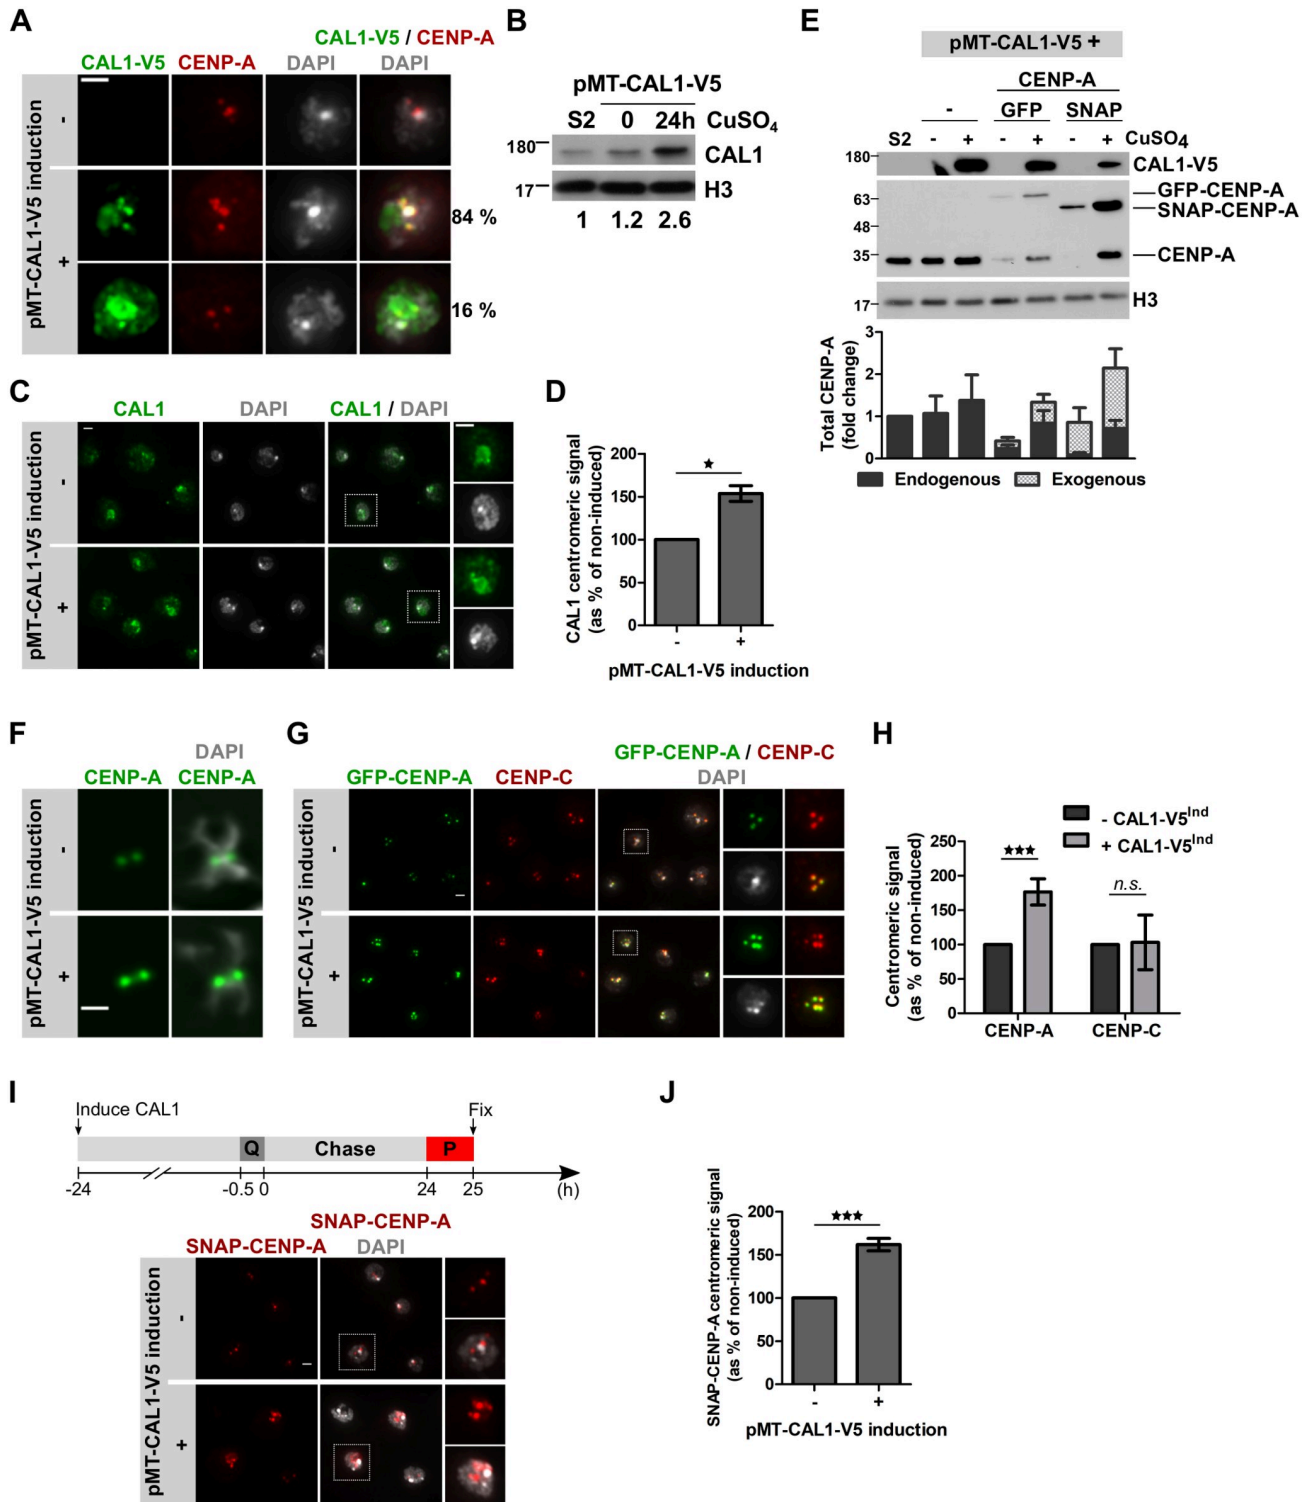 A
CAL1-V5 / CENP-A
CAL1-V5 CENP-A DAPI DAPI
pMT-CAL1-V5 induction
-
+
84 %
16 %
B
pMT-CAL1-V5
S2 0 24h CuSO4
180
CAL1
17
H3
1 1.2 2.6
C
CAL1 DAPI CAL1 / DAPI
pMT-CAL1-V5 induction
-
+
D
CAL1 centromeric signal
(as % of non-induced)
200
150
100
50
0
- +
pMT-CAL1-V5 induction
E
pMT-CAL1-V5 +
CENP-A
- GFP SNAP
S2 - + - + - + CuSO4
180
CAL1-V5
63
GFP-CENP-A
SNAP-CENP-A
48
35
CENP-A
17
H3
Total CENP-A
(fold change)
3
2
1
0
Endogenous Exogenous
F
DAPI
CENP-A CENP-A
pMT-CAL1-V5 induction
-
+
G
GFP-CENP-A / CENP-C
GFP-CENP-A CENP-C DAPI
pMT-CAL1-V5 induction
-
+
H
- CAL1-V5Ind
+ CAL1-V5Ind
Centromeric signal
(as % of non-induced)
250
200
150
100
50
0
n.s.
CENP-A CENP-C
I
Induce CAL1 Fix
Q Chase P
-24 -0.5 0 24 25 (h)
SNAP-CENP-A
SNAP-CENP-A DAPI
pMT-CAL1-V5 induction
-
+
J
SNAP-CENP-A centromeric signal
(as % of non-induced)
200
150
100
50
0
- +
pMT-CAL1-V5 induction